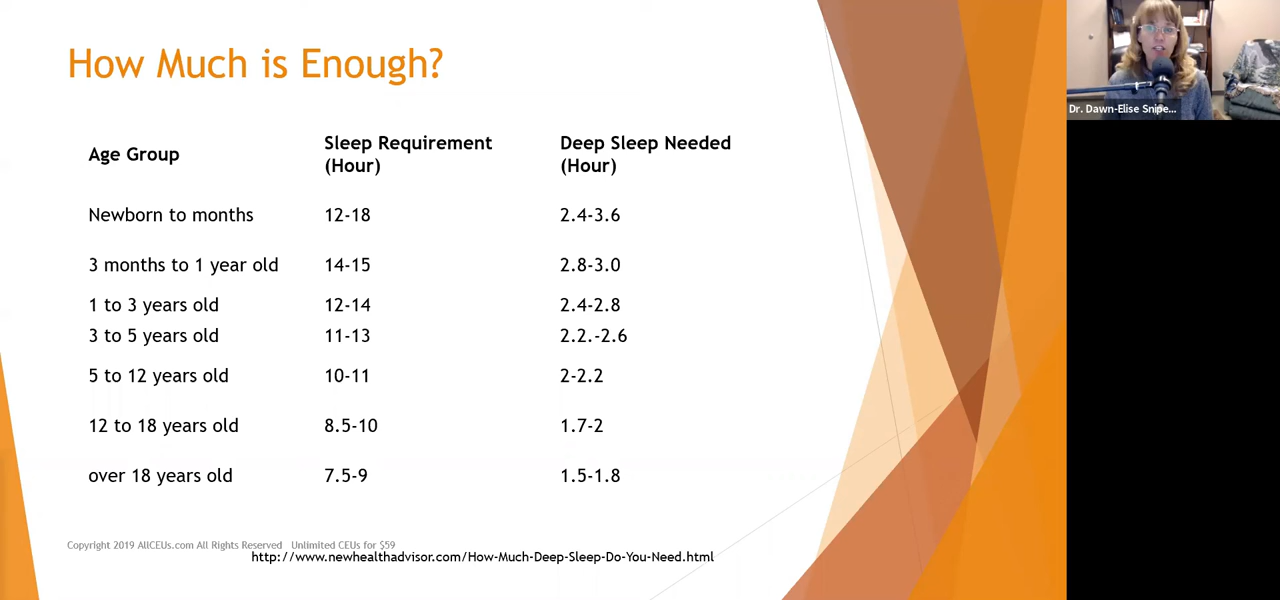 How Much is Enough?
Age Group
Sleep Requirement
(Hour)
Deep Sleep Needed
(Hour)
Newborn to months 12-18 2.4-3.6
3 months to 1 year old 14-15 2.8-3.0
1 to 3 years old 12-14 2.4-2.8
3 to 5 years old 11-13 2.2.-2.6
5 to 12 years old 10-11 2-2.2
12 to 18 years old 8.5-10 1.7-2
over 18 years old 7.5-9 1.5-1.8
Copyright 2019 AllCEUs.com All Rights Reserved Unlimited CEUs for $59
http://www.newhealthadvisor.com/How-Much-Deep-Sleep-Do-You-Need.html
Dr. Dawn-Elise Snipe...